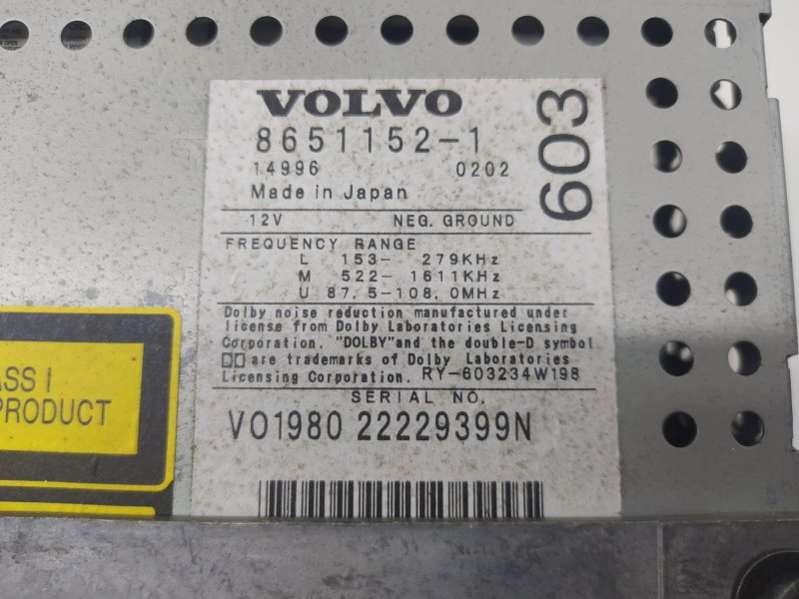 VOLVO
603
8651152-1
14996 0202
Made in Japan
12V NEG. GROUND
FREQUENCY RANGE
L 153- 279KHz
M 522- 1611KHz
U 87.5-108.0MHz
Dolby noise reduction manufactured under
license from Dolby Laboratories Licensing
Corporation. "DOLBY"and the double-D symbol
are trademarks of Dolby Laboratories
Licensing Corporation. RY-603234W198
SERIAL NO.
VO1980 22229399N
ASS I
PRODUCT